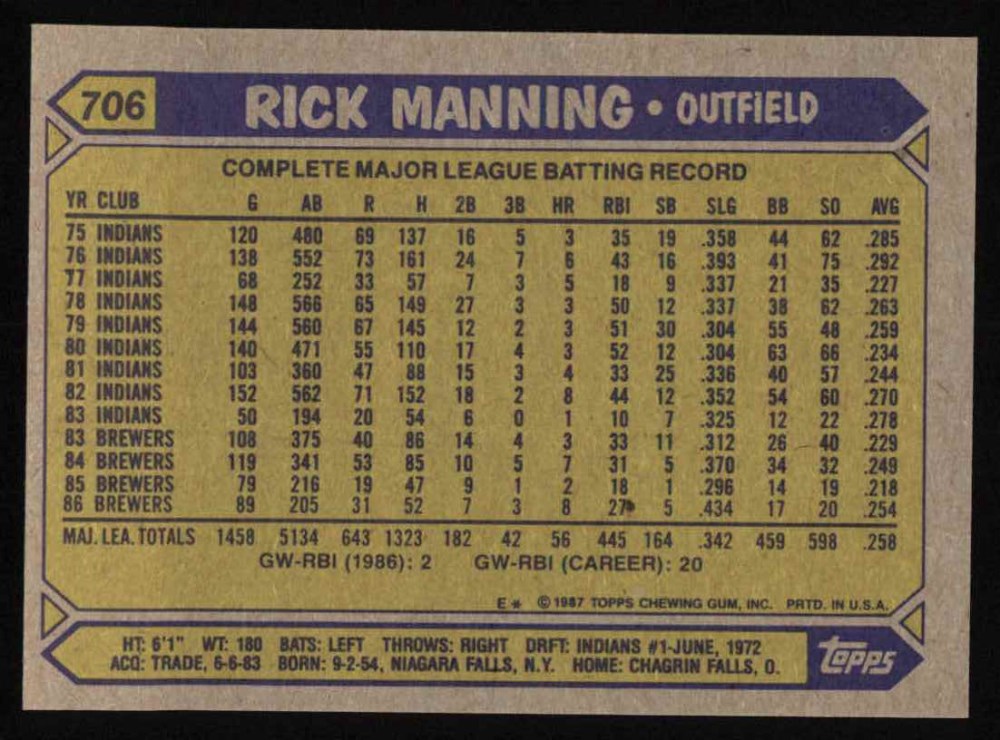 706 RICK MANNING • OUTFIELD
COMPLETE MAJOR LEAGUE BATTING RECORD
YR CLUB G AB R H 2B 3B HR RBI SB SLG BB SO AVG
75 INDIANS 120 480 69 137 16 5 3 35 19 .358 44 62 .285
76 INDIANS 138 552 73 161 24 7 6 43 16 .393 41 75 .292
77 INDIANS 68 252 33 57 7 3 5 18 9 .337 21 35 .227
78 INDIANS 148 566 65 149 27 3 3 50 12 .337 38 62 .263
79 INDIANS 144 560 67 145 12 2 3 51 30 .304 55 48 .259
80 INDIANS 140 471 55 110 17 4 3 52 12 .304 63 66 .234
81 INDIANS 103 360 47 88 15 3 4 33 25 .336 40 57 .244
82 INDIANS 152 562 71 152 18 2 8 44 12 .352 54 60 .270
83 INDIANS 50 194 20 54 6 0 1 10 7 .325 12 22 .278
83 BREWERS 108 375 40 86 14 4 3 33 11 .312 26 40 .229
84 BREWERS 119 341 53 85 10 5 7 31 5 .370 34 32 .249
85 BREWERS 79 216 19 47 9 1 2 18 1 .296 14 19 .218
86 BREWERS 89 205 31 52 7 3 8 27 5 .434 17 20 .254
MAJ. LEA. TOTALS 1458 5134 643 1323 182 42 56 445 164 .342 459 598 .258
GW-RBI (1986): 2 GW-RBI (CAREER): 20
E* © 1987 TOPPS CHEWING GUM, INC. PRTD. IN U.S.A.
HT: 6'1" WT: 180 BATS: LEFT THROWS: RIGHT DRFT: INDIANS #1-JUNE, 1972
ACQ: TRADE, 6-6-83 BORN: 9-2-54, NIAGARA FALLS, N.Y. HOME: CHAGRIN FALLS, O.
Topps